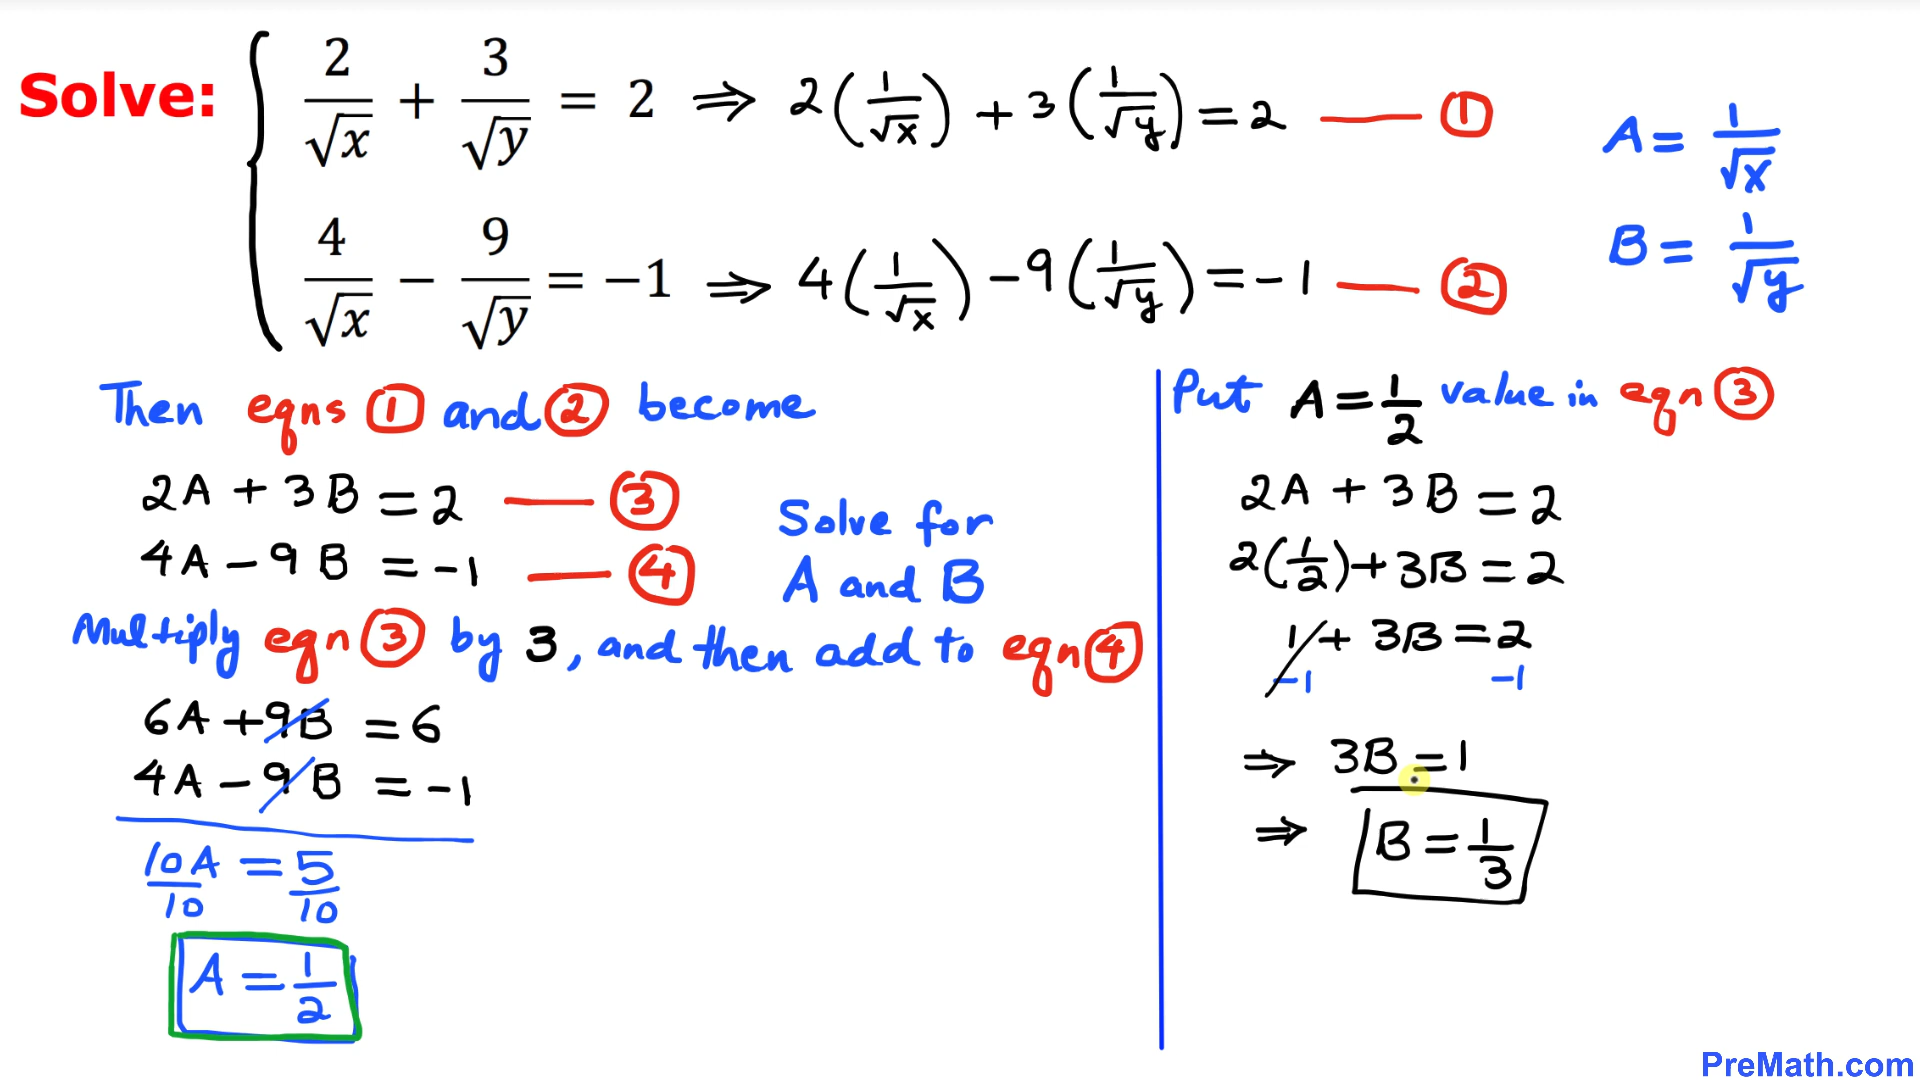 Solve:
2/√x + 3/√y = 2 ⇒ 2(1/√x) + 3(1/√y) = 2 —— ①
4/√x − 9/√y = −1 ⇒ 4(1/√x) − 9(1/√y) = −1 —— ②
A = 1/√x
B = 1/√y
Then eqns ① and ② become
2A + 3B = 2 —— ③
4A − 9B = −1 —— ④
Solve for
A and B
Multiply eqn ③ by 3, and then add to eqn ④
6A + 9B = 6
4A − 9B = −1
10A/10 = 5/10
A = 1/2
Put A = 1/2 value in eqn ③
2A + 3B = 2
2(1/2) + 3B = 2
1 + 3B = 2
−1 −1
⇒ 3B = 1
⇒ B = 1/3
PreMath.com